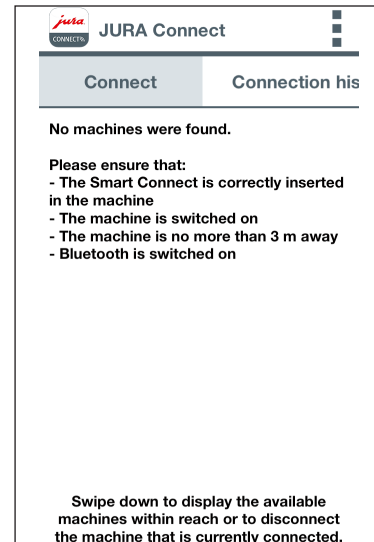 jura
CONNECT%
JURA Connect
Connect
Connection his
No machines were found.
Please ensure that:
- The Smart Connect is correctly inserted
in the machine
- The machine is switched on
- The machine is no more than 3 m away
- Bluetooth is switched on
Swipe down to display the available
machines within reach or to disconnect
the machine that is currently connected.